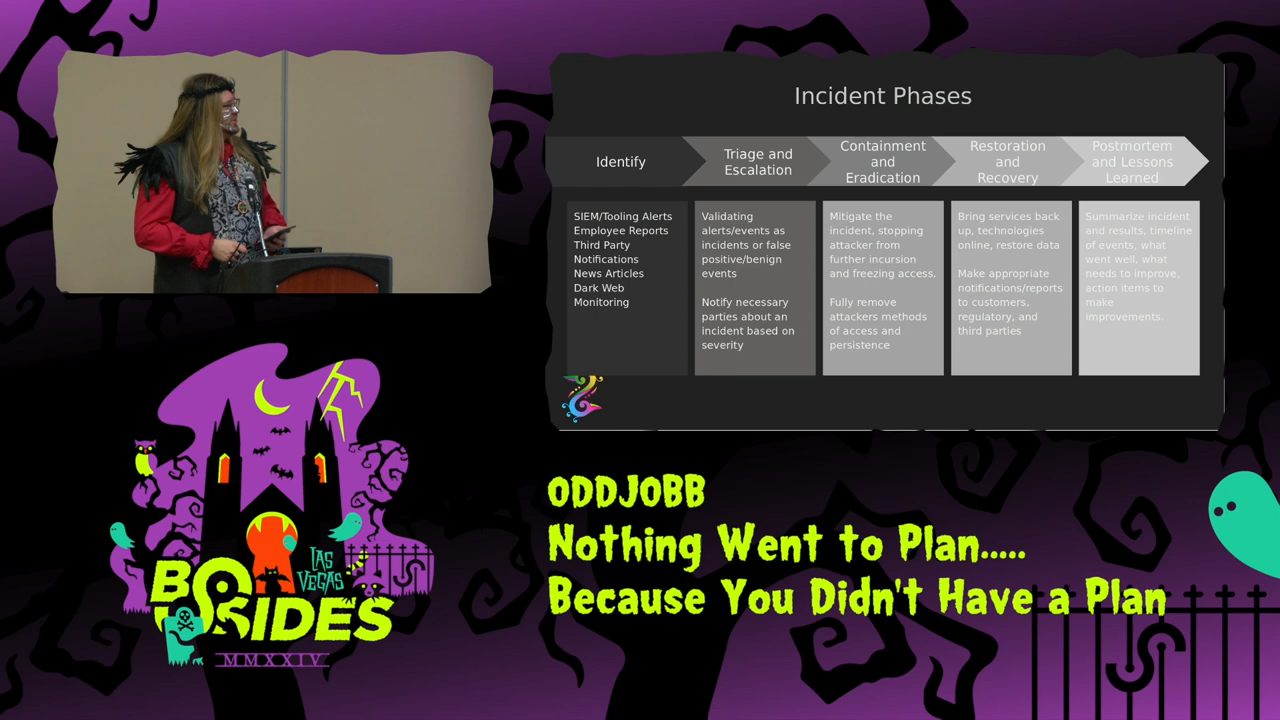 Incident Phases
Identify
Triage and
Escalation
Containment
and
Eradication
Restoration
and
Recovery
Postmortem
and Lessons
Learned
SIEM/Tooling Alerts
Employee Reports
Third Party
Notifications
News Articles
Dark Web
Monitoring
Validating
alerts/events as
incidents or false
positive/benign
events
Notify necessary
parties about an
incident based on
severity
Mitigate the
incident, stopping
attacker from
further incursion
and freezing access.
Fully remove
attackers methods
of access and
persistence
Bring services back
up, technologies
online, restore data
Make appropriate
notifications/reports
to customers,
regulatory, and
third parties
Summarize incident
and results, timeline
of events, what
went well, what
needs to improve,
action items to
make
improvements.
LAS
VEGAS
BSIDES
MMXXIV
ODDJOBB
Nothing Went to Plan.....
Because You Didn't Have a Plan